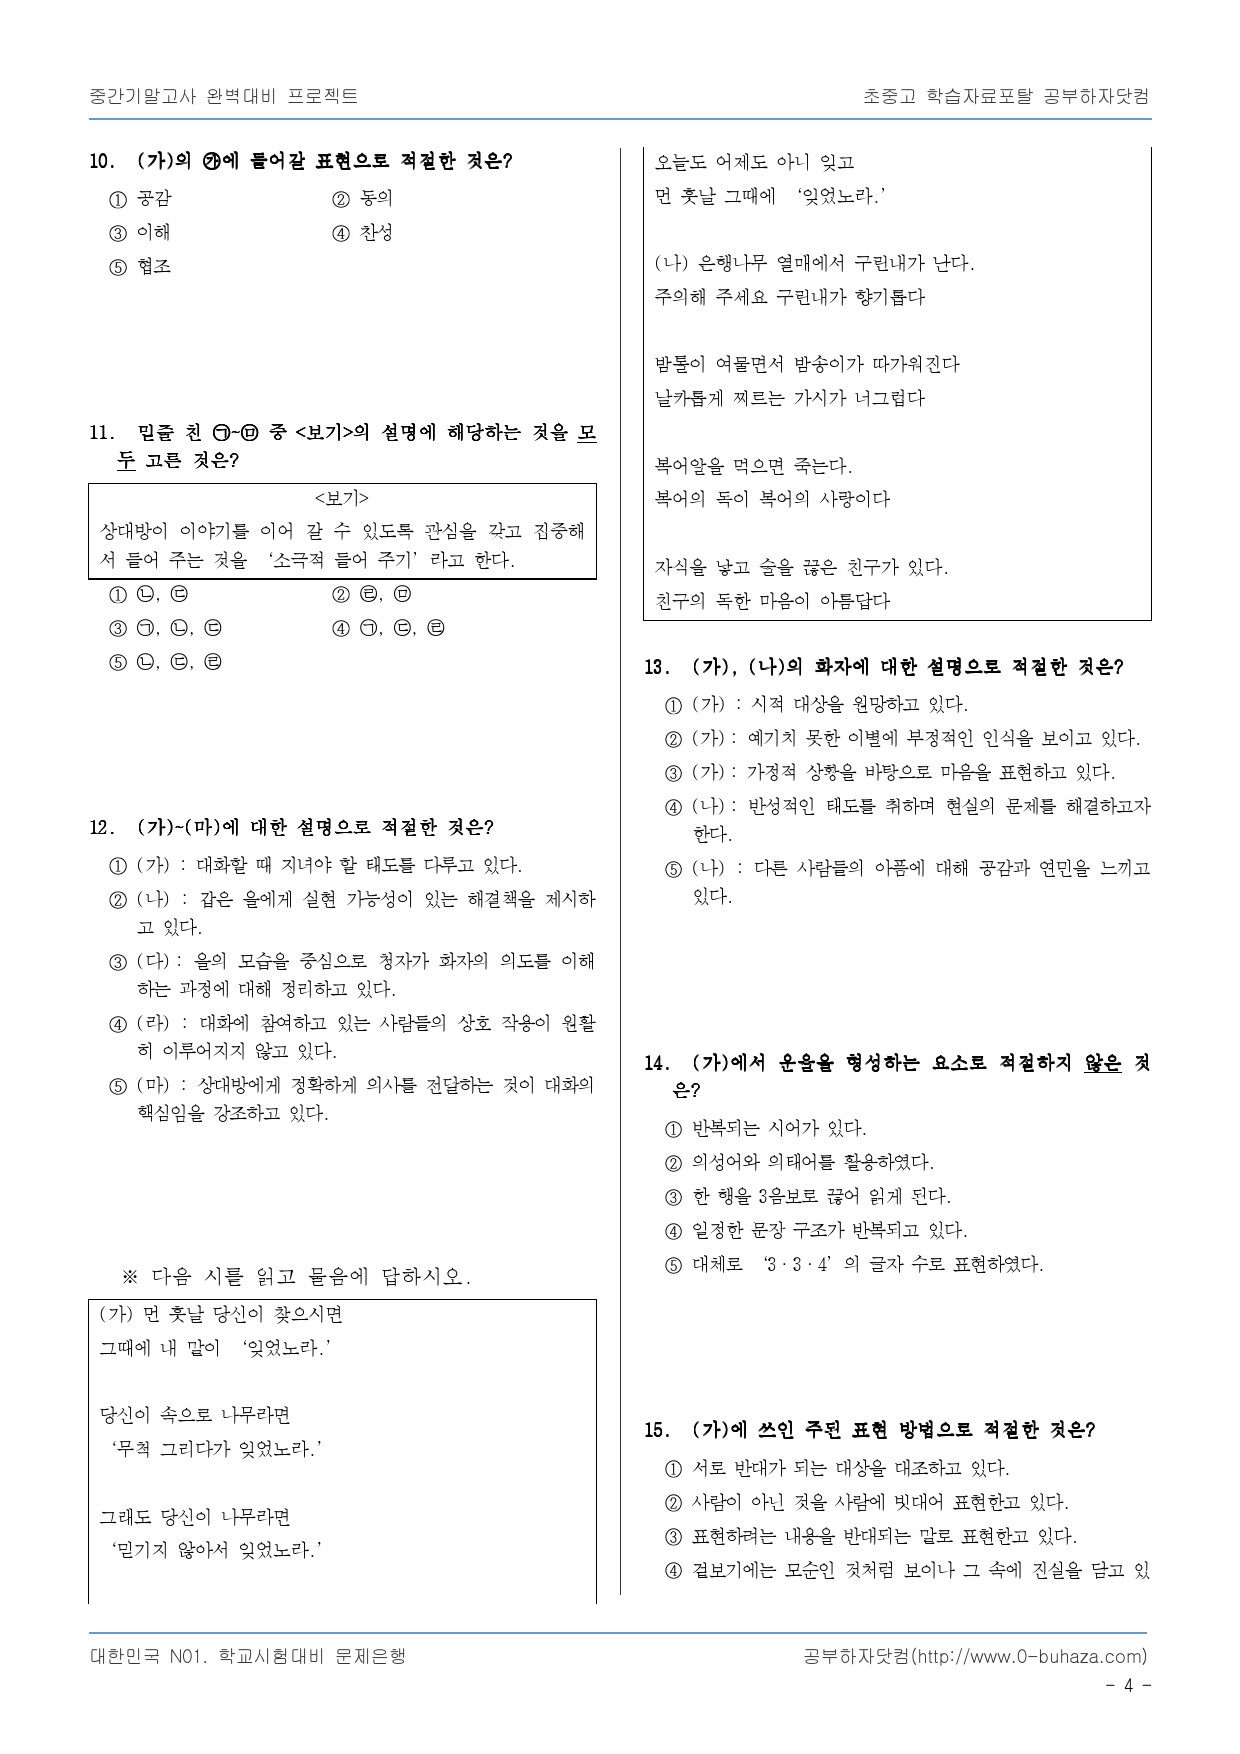 중간기말고사 완벽대비 프로젝트
초중고 학습자료포탈 공부하자닷컴
10. (가)의 ㉮에 들어갈 표현으로 적절한 것은?
① 공감 ② 동의
③ 이해 ④ 찬성
⑤ 협조
11. 밑줄 친 ㉠~㉤ 중 <보기>의 설명에 해당하는 것을 모
두 고른 것은?
<보기>
상대방이 이야기를 이어 갈 수 있도록 관심을 갖고 집중해
서 들어 주는 것을 ‘소극적 들어 주기’라고 한다.
① ㉡, ㉢ ② ㉣, ㉤
③ ㉠, ㉡, ㉢ ④ ㉠, ㉢, ㉣
⑤ ㉡, ㉢, ㉣
12. (가)~(마)에 대한 설명으로 적절한 것은?
① (가) : 대화할 때 지녀야 할 태도를 다루고 있다.
② (나) : 갑은 을에게 실현 가능성이 있는 해결책을 제시하
고 있다.
③ (다) : 을의 모습을 중심으로 청자가 화자의 의도를 이해
하는 과정에 대해 정리하고 있다.
④ (라) : 대화에 참여하고 있는 사람들의 상호 작용이 원활
히 이루어지지 않고 있다.
⑤ (마) : 상대방에게 정확하게 의사를 전달하는 것이 대화의
핵심임을 강조하고 있다.
※ 다음 시를 읽고 물음에 답하시오.
(가) 먼 훗날 당신이 찾으시면
그때에 내 말이 ‘잊었노라.’
당신이 속으로 나무라면
‘무척 그리다가 잊었노라.’
그래도 당신이 나무라면
‘믿기지 않아서 잊었노라.’
오늘도 어제도 아니 잊고
먼 훗날 그때에 ‘잊었노라.’
(나) 은행나무 열매에서 구린내가 난다.
주의해 주세요 구린내가 향기롭다
밤톨이 여물면서 밤송이가 따가워진다
날카롭게 찌르는 가시가 너그럽다
복어알을 먹으면 죽는다.
복어의 독이 복어의 사랑이다
자식을 낳고 술을 끊은 친구가 있다.
친구의 독한 마음이 아름답다
13. (가), (나)의 화자에 대한 설명으로 적절한 것은?
① (가) : 시적 대상을 원망하고 있다.
② (가) : 예기치 못한 이별에 부정적인 인식을 보이고 있다.
③ (가) : 가정적 상황을 바탕으로 마음을 표현하고 있다.
④ (나) : 반성적인 태도를 취하며 현실의 문제를 해결하고자
한다.
⑤ (나) : 다른 사람들의 아픔에 대해 공감과 연민을 느끼고
있다.
14. (가)에서 운율을 형성하는 요소로 적절하지 않은 것
은?
① 반복되는 시어가 있다.
② 의성어와 의태어를 활용하였다.
③ 한 행을 3음보로 끊어 읽게 된다.
④ 일정한 문장 구조가 반복되고 있다.
⑤ 대체로 ‘3·3·4’의 글자 수로 표현하였다.
15. (가)에 쓰인 주된 표현 방법으로 적절한 것은?
① 서로 반대가 되는 대상을 대조하고 있다.
② 사람이 아닌 것을 사람에 빗대어 표현한고 있다.
③ 표현하려는 내용을 반대되는 말로 표현한고 있다.
④ 겉보기에는 모순인 것처럼 보이나 그 속에 진실을 담고 있
대한민국 N01. 학교시험대비 문제은행
공부하자닷컴(http://www.0-buhaza.com)
- 4 -